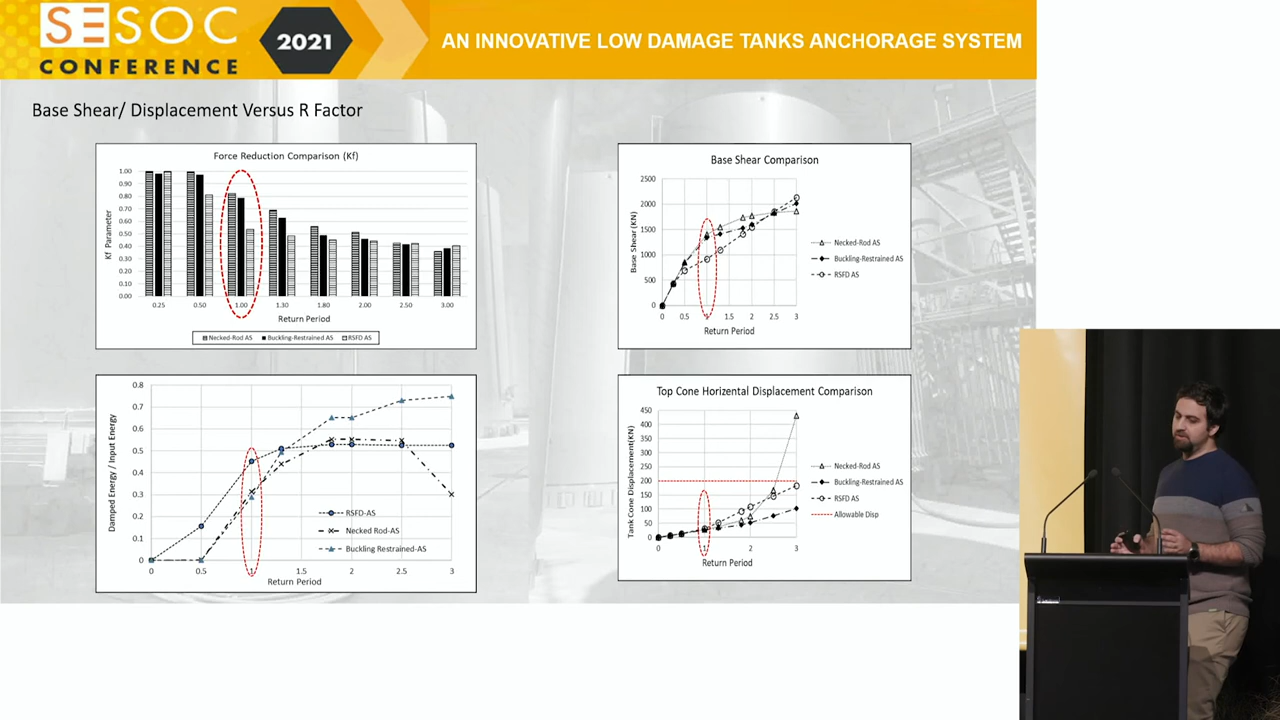 SESOC
CONFERENCE
2021
AN INNOVATIVE LOW DAMAGE TANKS ANCHORAGE SYSTEM
Base Shear/ Displacement Versus R Factor
Force Reduction Comparison (Kf)
Kf Parameter
1.00
0.90
0.80
0.70
0.60
0.50
0.40
0.30
0.20
0.10
0.00
0.25 0.50 1.00 1.30 1.80 2.00 2.50 3.00
Return Period
Necked-Rod AS Buckling-Restrained AS RSFD AS
Base Shear Comparison
Base Shear (KN)
2500
2000
1500
1000
500
0
0 0.5 1 1.5 2 2.5 3
Return Period
Necked-Rod AS
Buckling-Restrained AS
RSFD AS
Damped Energy / Input Energy
0.8
0.7
0.6
0.5
0.4
0.3
0.2
0.1
0
0 0.5 1 1.5 2 2.5 3
Return Period
RSFD-AS
Necked Rod-AS
Buckling Restrained-AS
Top Cone Horizental Displacement Comparison
Tank Cone Displacement(KN)
450
400
350
300
250
200
150
100
50
0
0 1 2 3
Return Period
Necked-Rod AS
Buckling-Restrained AS
RSFD AS
Allowable Disp